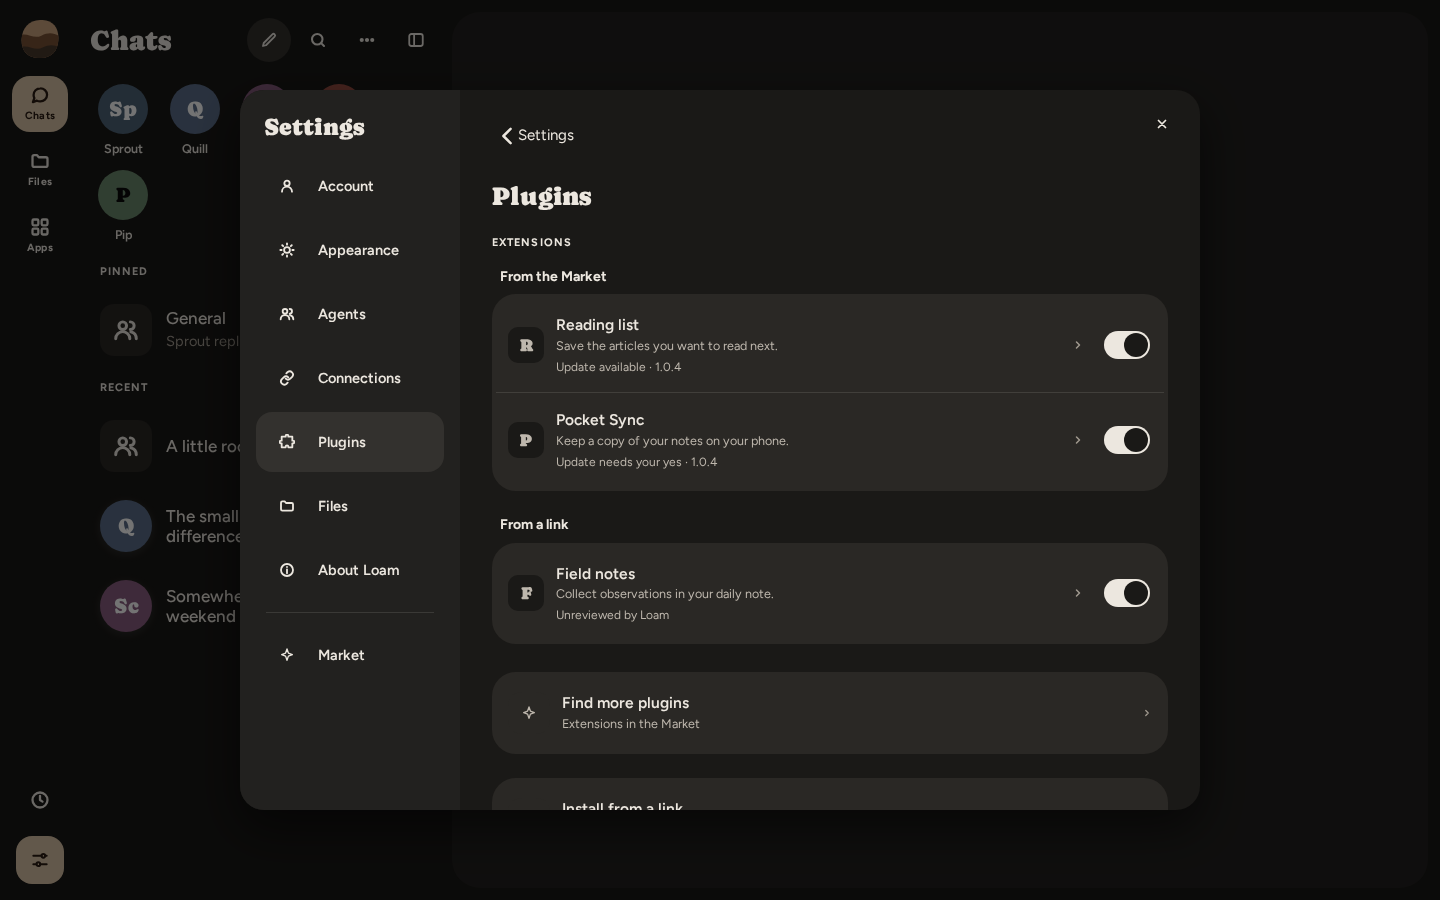 Chats
Chats
Files
Apps
Sp
Sprout
Q
Quill
P
Pip
PINNED
General
Sprout repl
RECENT
A little roo
Q
The small
difference
Sc
Somewhe
weekend
Settings
Account
Appearance
Agents
Connections
Plugins
Files
About Loam
Market
Settings
Plugins
EXTENSIONS
From the Market
R
Reading list
Save the articles you want to read next.
Update available · 1.0.4
P
Pocket Sync
Keep a copy of your notes on your phone.
Update needs your yes · 1.0.4
From a link
F
Field notes
Collect observations in your daily note.
Unreviewed by Loam
Find more plugins
Extensions in the Market
Install from a link